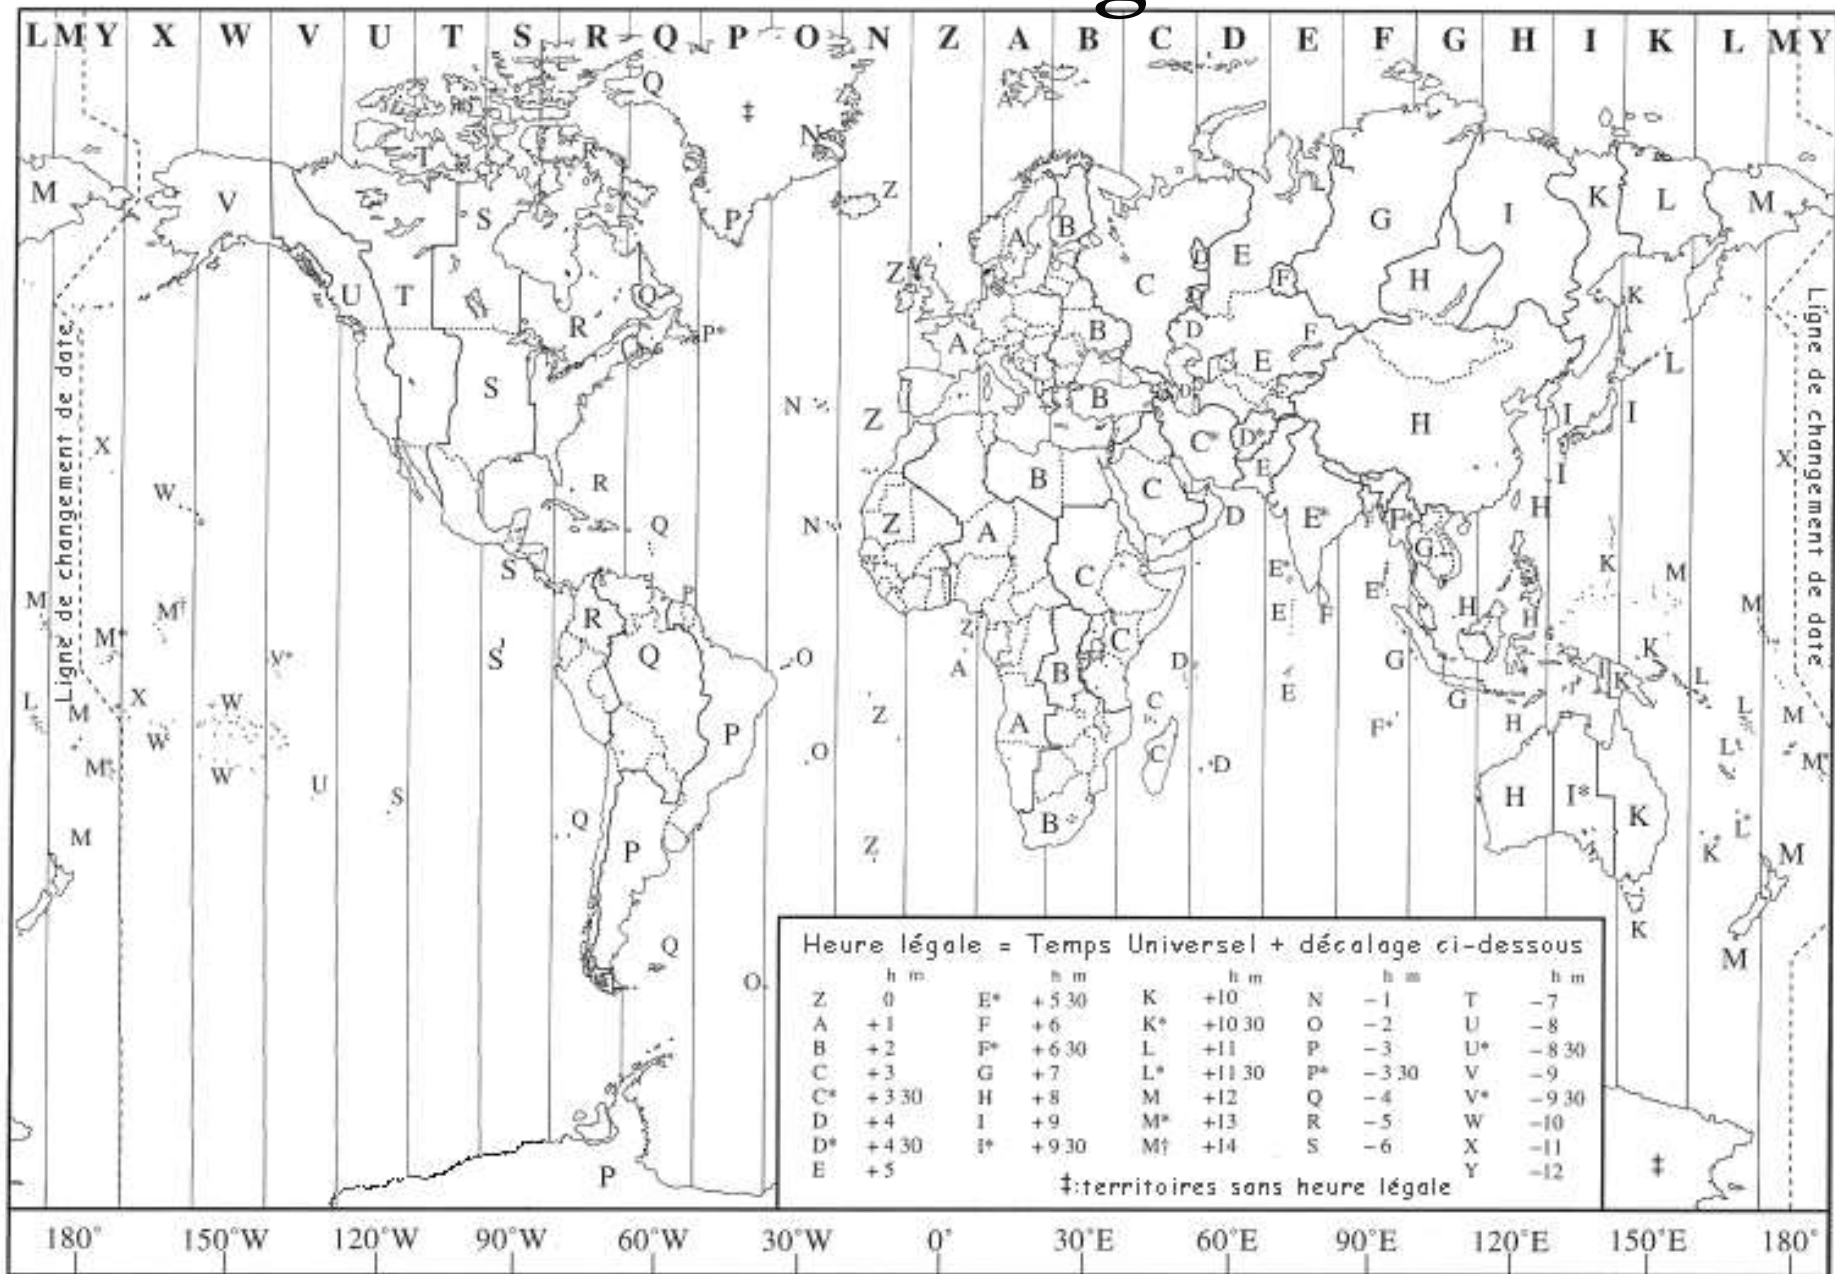 g
L M Y X W V U T S R Q P O N Z A B C D E F G H I K L M Y
Q
‡
N
A
T
R
M
V
S
P
Z
A
B
C
D
E
G
H
I
K
L
M
U
T
R
Q
P*
Z
A
B
D
D
E
F
F
H
K
L
S
N
Z
B
D
C*
D*
E
H
I
I
I
X
X
W
R
Q
N
Z
A
B
C
D
E*
F*
G
H
K
M
S
P
C
E*
E
E
F
H
H
K
M
M
M†
M*
V*
S
R
Q
O
Z
A
B
C
D
E
G
G
I
K
K
L
L
M
X
W
W
W
M
L
M*
U
S
P
Z
O
A
C
C
D
F*
H
L
L
M
M*
Q
P
B
H
I*
K
L*
K
M
M
Z
Q
O
K
M
P
‡
Ligne de changement de date
Ligne de changement de date
Heure légale = Temps Universel + décalage ci-dessous
h m h m h m h m h m
Z 0 E* +5 30 K +10 N −1 T −7
A +1 F +6 K* +10 30 O −2 U −8
B +2 F* +6 30 L +11 P −3 U* −8 30
C +3 G +7 L* +11 30 P* −3 30 V −9
C* +3 30 H +8 M +12 Q −4 V* −9 30
D +4 I +9 M* +13 R −5 W −10
D* +4 30 I* +9 30 M† +14 S −6 X −11
E +5 Y −12
‡:territoires sans heure légale
180° 150°W 120°W 90°W 60°W 30°W 0° 30°E 60°E 90°E 120°E 150°E 180°